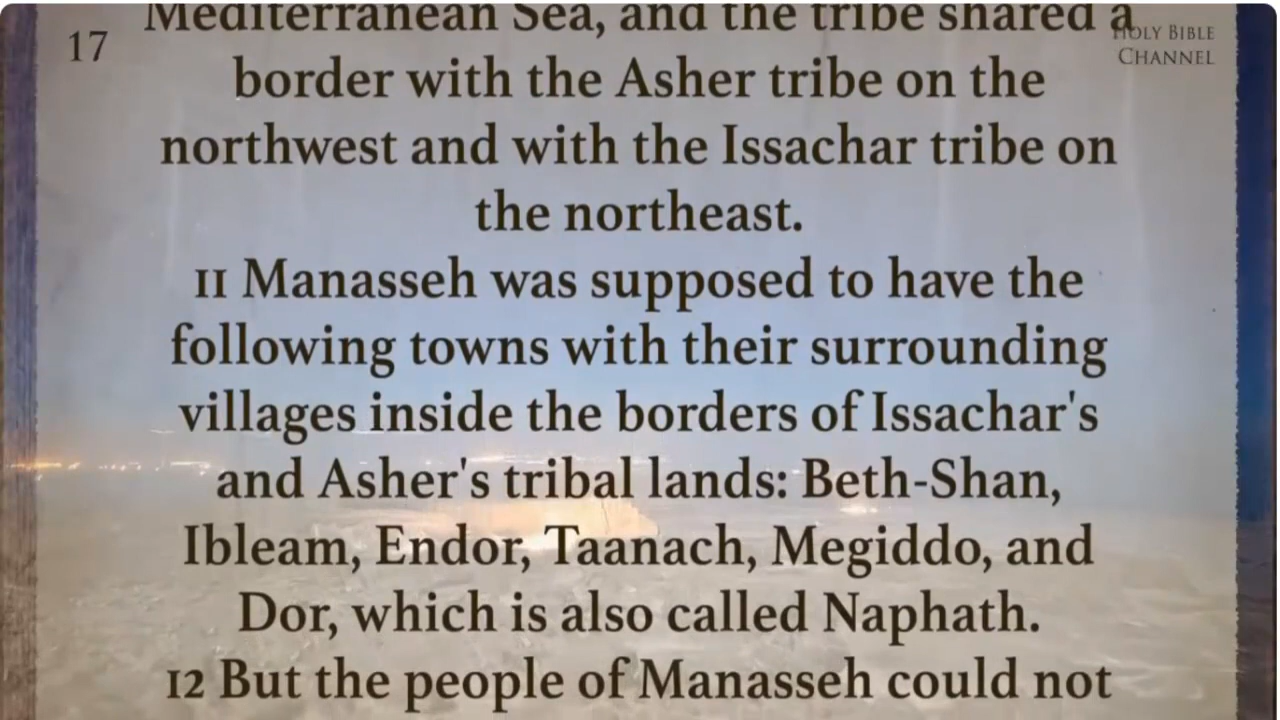 Mediterranean Sea, and the tribe shared a
17
HOLY BIBLE
CHANNEL
border with the Asher tribe on the
northwest and with the Issachar tribe on
the northeast.
11 Manasseh was supposed to have the
following towns with their surrounding
villages inside the borders of Issachar's
and Asher's tribal lands: Beth-Shan,
Ibleam, Endor, Taanach, Megiddo, and
Dor, which is also called Naphath.
12 But the people of Manasseh could not